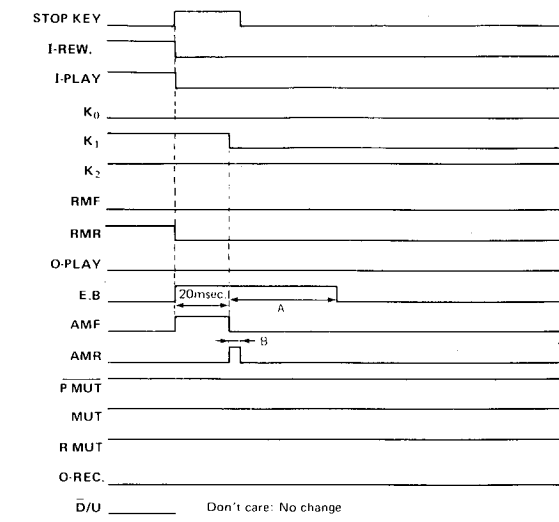 STOP KEY
I-REW.
I-PLAY
K0
K1
K2
RMF
RMR
O-PLAY
E.B
20msec.
A
AMF
B
AMR
P MUT
MUT
R MUT
O-REC.
D̅/U Don't care: No change